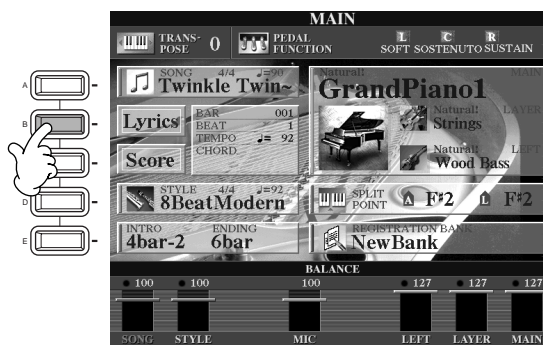 MAIN
TRANS-
POSE 0
PEDAL
FUNCTION
L C R
SOFT SOSTENUTO SUSTAIN
SONG 4/4 ♩=90
Twinkle Twin~
Natural! MAIN
GrandPiano1
A
B
D
E
Lyrics
Score
BAR 001
BEAT 1
TEMPO ♩= 92
CHORD
Natural! LAYER
Strings
Natural! LEFT
Wood Bass
STYLE 4/4 ♩=92
8BeatModern
SPLIT
POINT A F#2 L F#2
INTRO ENDING
4bar-2 6bar
REGISTRATION BANK
NewBank
BALANCE
100 100 100 127 127 127
SONG STYLE MIC LEFT LAYER MAIN